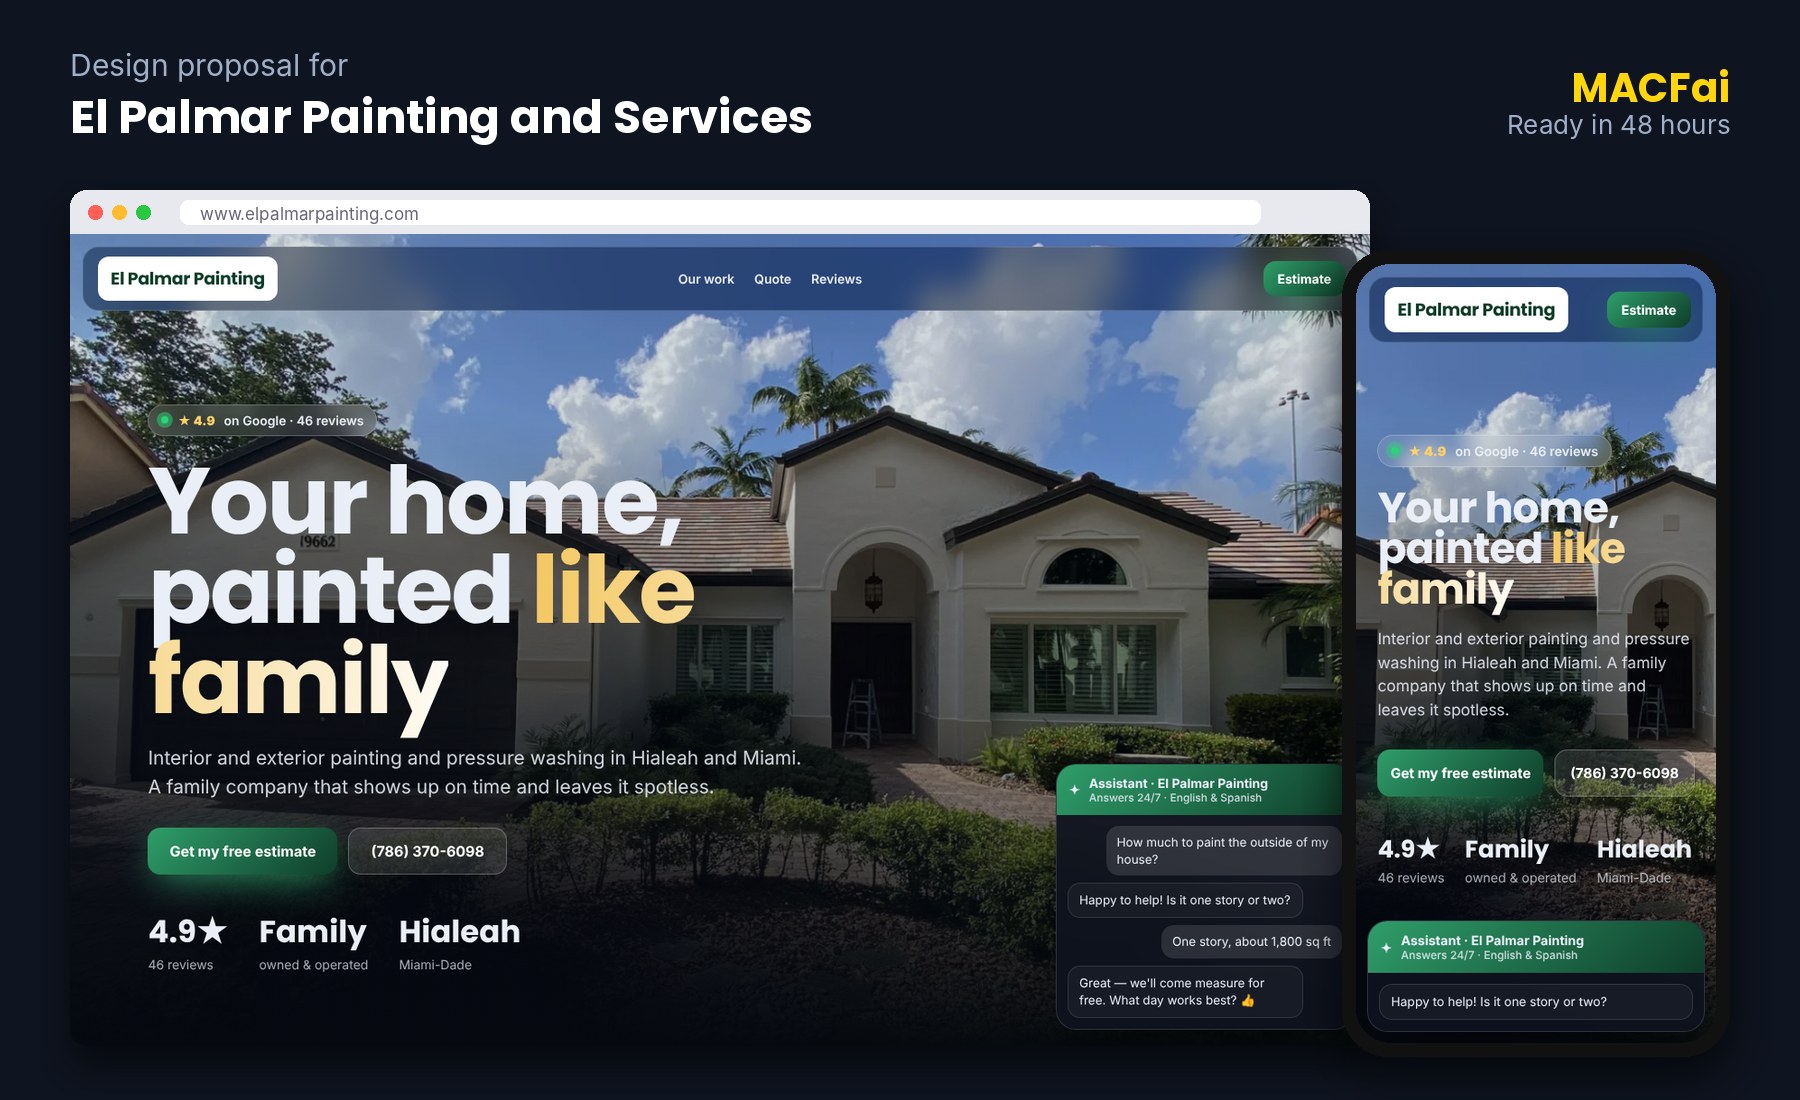 Design proposal for
El Palmar Painting and Services
MACFai
Ready in 48 hours
www.elpalmarpainting.com
El Palmar Painting
Our work
Quote
Reviews
Estimate
★ 4.9 on Google · 46 reviews
Your home,
painted like
family
19662
Interior and exterior painting and pressure washing in Hialeah and Miami.
A family company that shows up on time and leaves it spotless.
Get my free estimate
(786) 370-6098
4.9★
46 reviews
Family
owned & operated
Hialeah
Miami-Dade
✦ Assistant · El Palmar Painting
Answers 24/7 · English & Spanish
How much to paint the outside of my
house?
Happy to help! Is it one story or two?
One story, about 1,800 sq ft
Great — we'll come measure for
free. What day works best? 👍
El Palmar Painting
Estimate
★ 4.9 on Google · 46 reviews
Your home,
painted like
family
Interior and exterior painting and pressure
washing in Hialeah and Miami. A family
company that shows up on time and
leaves it spotless.
Get my free estimate
(786) 370-6098
4.9★
46 reviews
Family
owned & operated
Hialeah
Miami-Dade
✦ Assistant · El Palmar Painting
Answers 24/7 · English & Spanish
Happy to help! Is it one story or two?